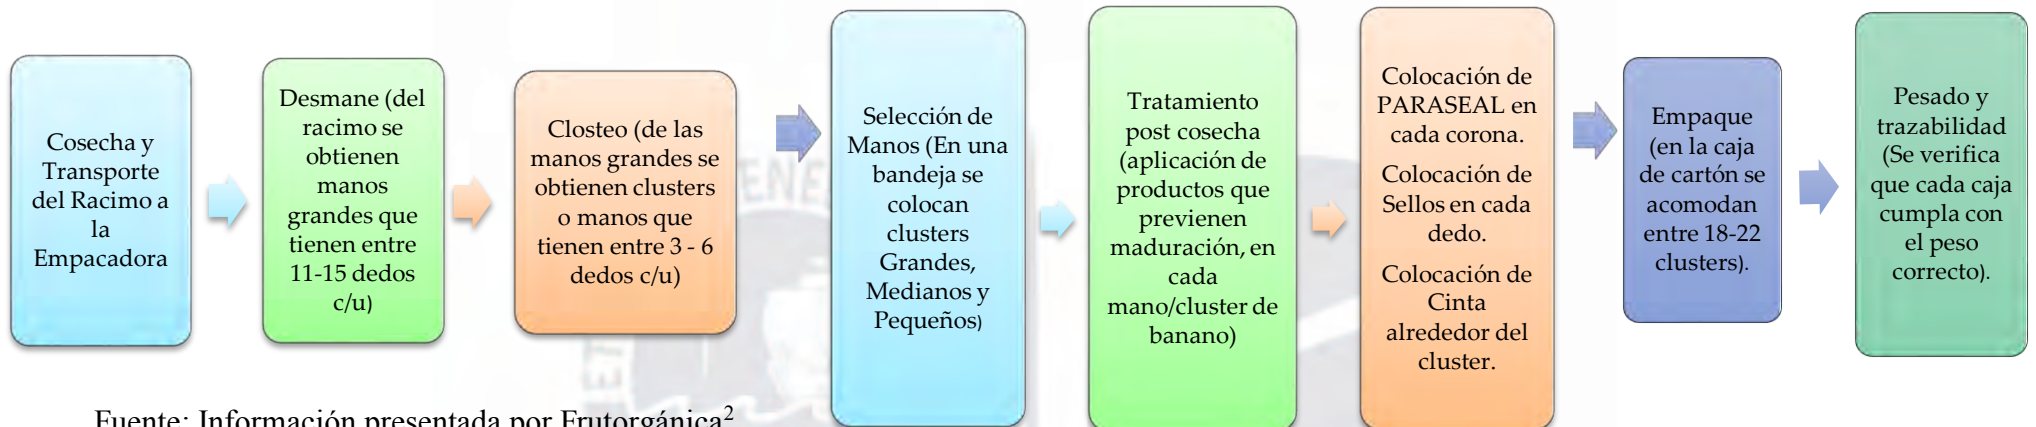 Cosecha y
Transporte
del Racimo a
la
Empacadora
Desmane (del
racimo se
obtienen
manos
grandes que
tienen entre
11-15 dedos
c/u)
Closteo (de las
manos grandes se
obtienen clusters
o manos que
tienen entre 3 - 6
dedos c/u)
Selección de
Manos (En una
bandeja se
colocan
clusters
Grandes,
Medianos y
Pequeños)
Tratamiento
post cosecha
(aplicación de
productos que
previenen
maduración, en
cada
mano/cluster de
banano)
Colocación de
PARASEAL en
cada corona.
Colocación de
Sellos en cada
dedo.
Colocación de
Cinta
alrededor del
cluster.
Empaque
(en la caja
de cartón se
acomodan
entre 18-22
clusters).
Pesado y
trazabilidad
(Se verifica
que cada caja
cumpla con
el peso
correcto).
Fuente: Información presentada por Frutorgánica²